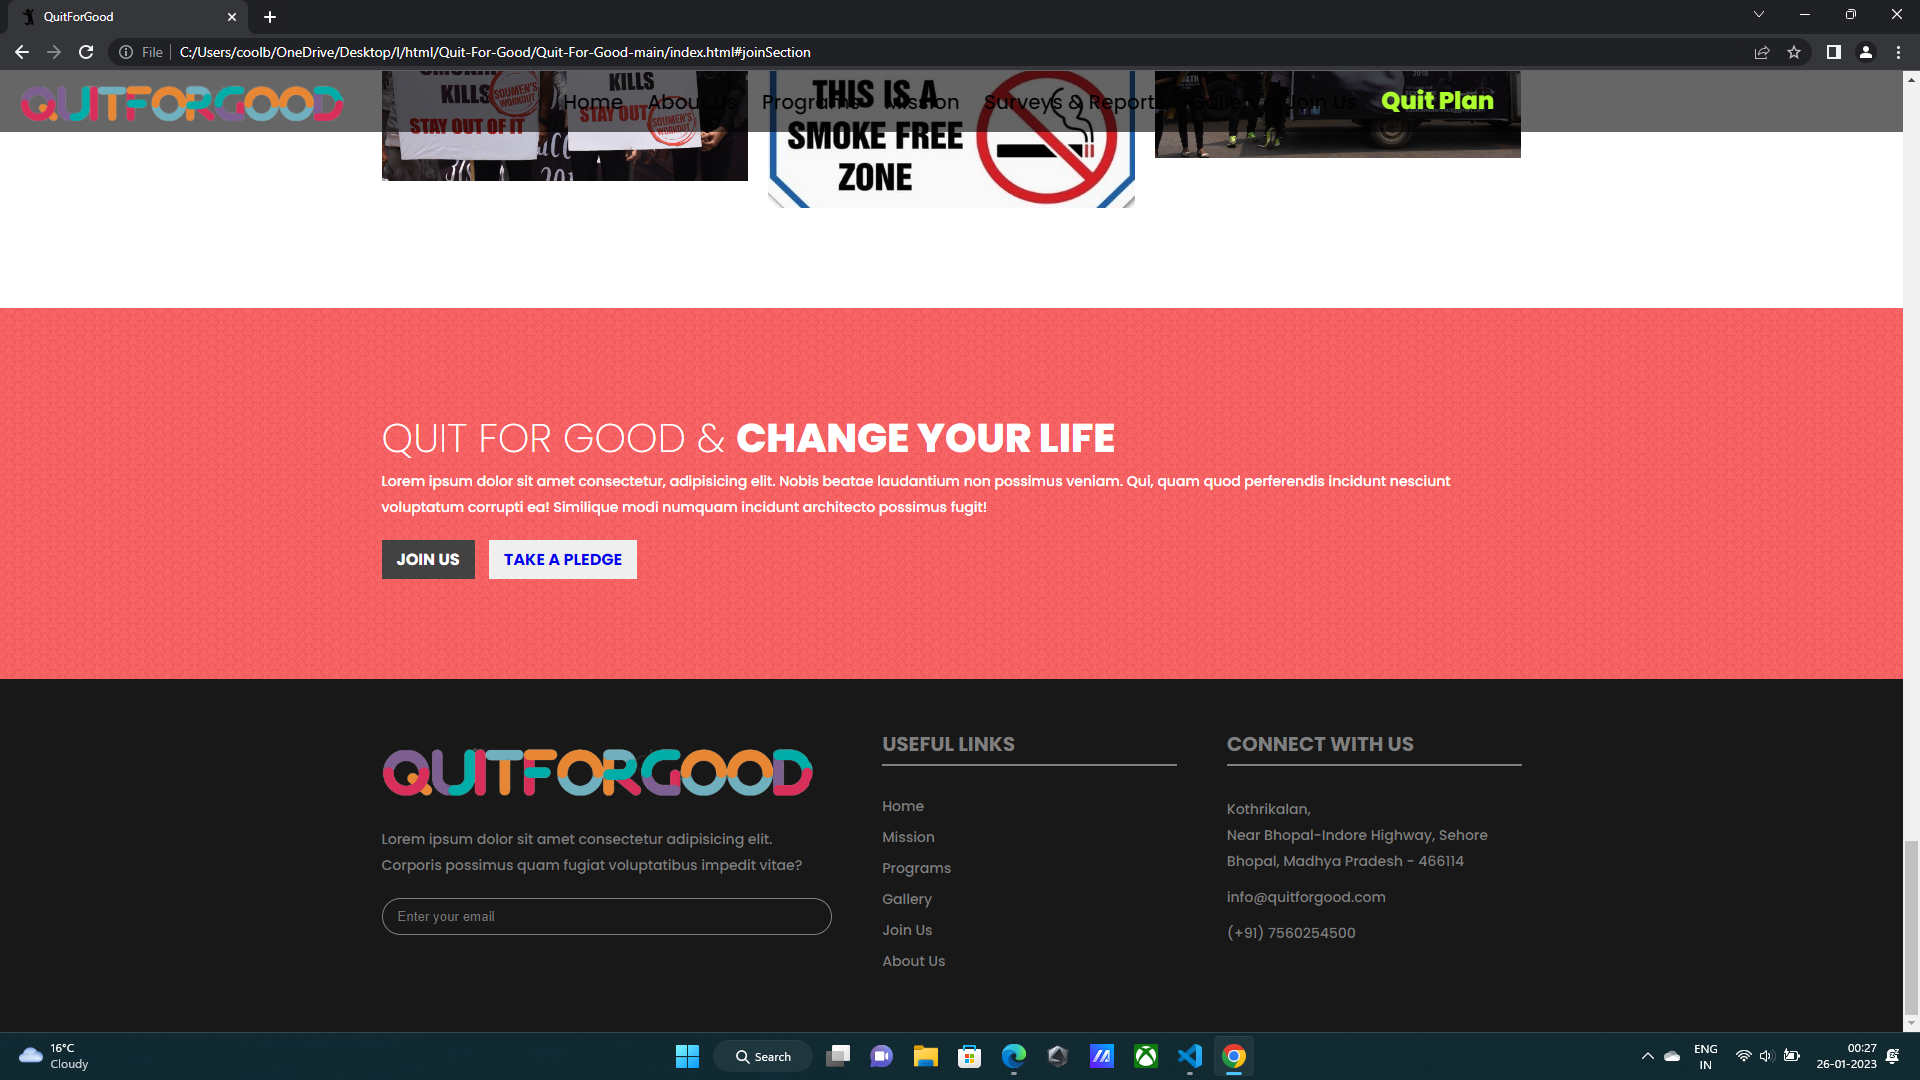 QuitForGood
File C:/Users/coolb/OneDrive/Desktop/I/html/Quit-For-Good/Quit-For-Good-main/index.html#joinSection
QUITFORGOOD
Home About Us Programs Mission Surveys & Reports Gallery Join Us Quit Plan
KILLS
STAY OUT OF IT
SOUMEN'S
WORKOUT
KILLS
STAY OUT
SOUMEN'S
WORKOUT
THIS IS A
SMOKE FREE
ZONE
2010
QUIT FOR GOOD & CHANGE YOUR LIFE
Lorem ipsum dolor sit amet consectetur, adipisicing elit. Nobis beatae laudantium non possimus veniam. Qui, quam quod perferendis incidunt nesciunt
voluptatum corrupti ea! Similique modi numquam incidunt architecto possimus fugit!
JOIN US TAKE A PLEDGE
QUITFORGOOD
Lorem ipsum dolor sit amet consectetur adipisicing elit.
Corporis possimus quam fugiat voluptatibus impedit vitae?
Enter your email
USEFUL LINKS
Home
Mission
Programs
Gallery
Join Us
About Us
CONNECT WITH US
Kothrikalan,
Near Bhopal-Indore Highway, Sehore
Bhopal, Madhya Pradesh - 466114
info@quitforgood.com
(+91) 7560254500
16°C
Cloudy
Search
ENG
IN
00:27
26-01-2023